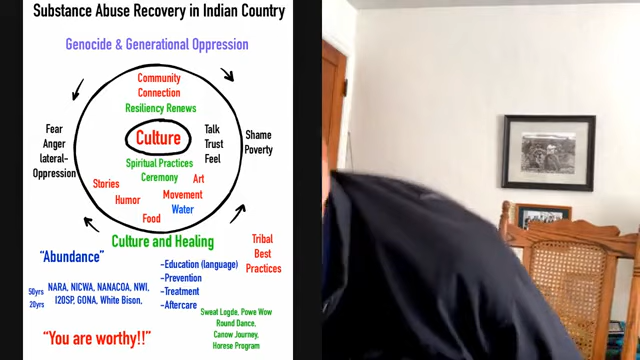 Substance Abuse Recovery in Indian Country
Genocide & Generational Oppression
Community
Connection
Resiliency Renews
Culture
Talk
Trust
Feel
Spiritual Practices
Ceremony
Art
Stories
Movement
Humor
Water
Food
Fear
Anger
lateral-
Oppression
Shame
Poverty
Culture and Healing
"Abundance"
Tribal
Best
Practices
-Education (language)
-Prevention
-Treatment
-Aftercare
50yrs NARA, NICWA, NANACOA, NWI,
20yrs I20SP, GONA, White Bison,
Sweat Logde, Powe Wow
Round Dance,
Canow Journey,
Horese Program
"You are worthy!!"